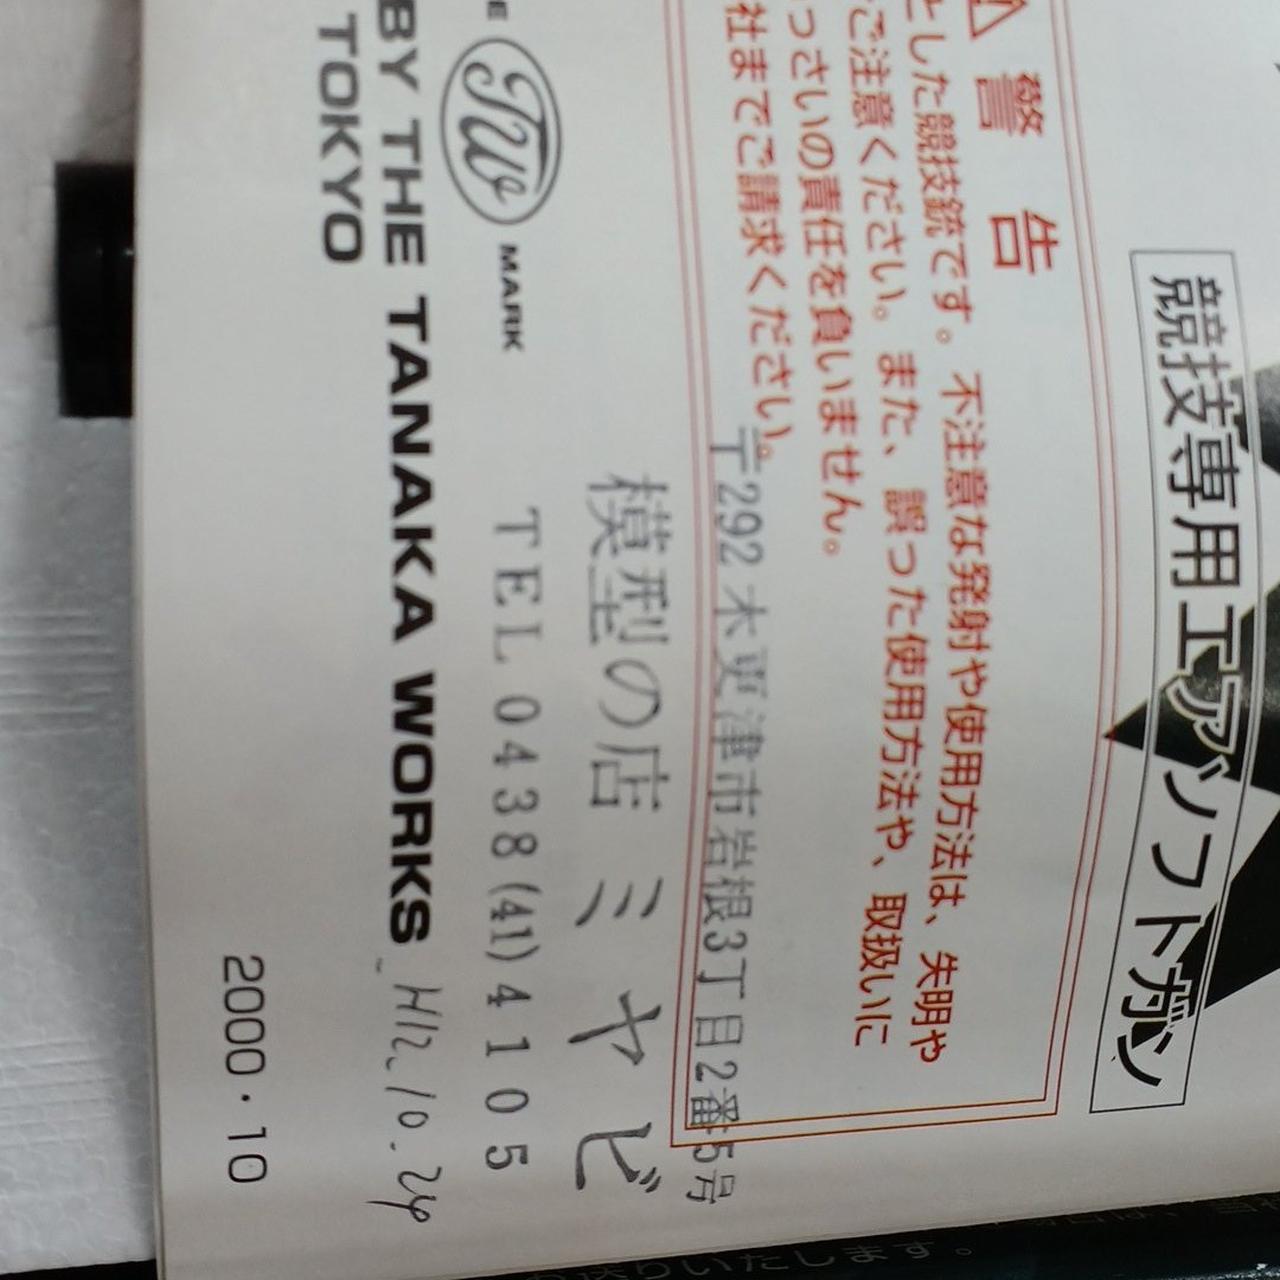 競技専用エアソフトガン
警告
とした競技銃です。不注意な発射や使用方法は、失明や
ご注意ください。また、誤った使用方法や、取扱いに
っさいの責任を負いません。
社までご請求ください。
〒292 木更津市岩根3丁目2番5号
模型の店 ミヤビ
TEL 0438(41)4105
TW
MARK
BY THE TANAKA WORKS
H12.10.24
TOKYO
2000・10